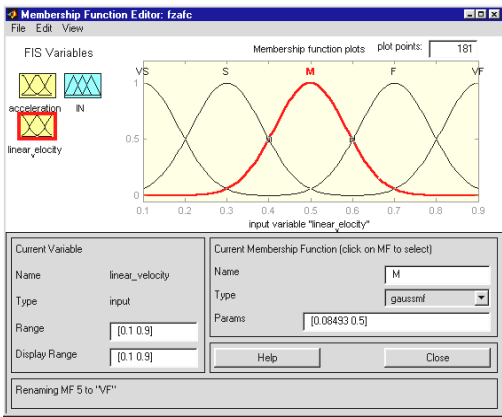 Membership Function Editor: fzafc
File Edit View
FIS Variables
Membership function plots plot points: 181
acceleration IN
linear_velocity
VS S M F VF
1
0.5
0
0.1 0.2 0.3 0.4 0.5 0.6 0.7 0.8 0.9
input variable "linear_velocity"
Current Variable
Name linear_velocity
Type input
Range [0.1 0.9]
Display Range [0.1 0.9]
Current Membership Function (click on MF to select)
Name M
Type gaussmf
Params [0.08493 0.5]
Help Close
Renaming MF 5 to "VF"